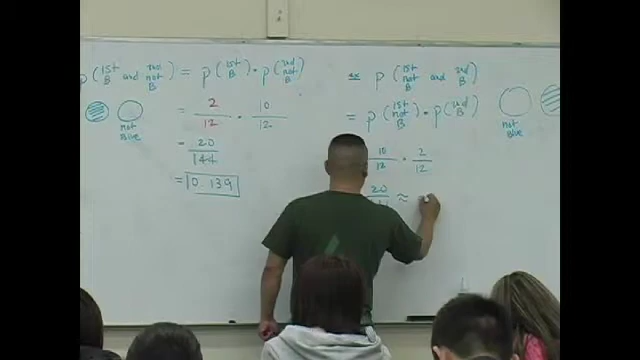 P(1st B and 2nd not B) = P(1st B) · P(2nd not B)
= 2/12 · 10/12
= 20/144
= 0.139
not Blue
ex P(1st not B and 2nd B)
= P(1st not B) · P(2nd B)
10/12 · 2/12
20 ≈
not Blue